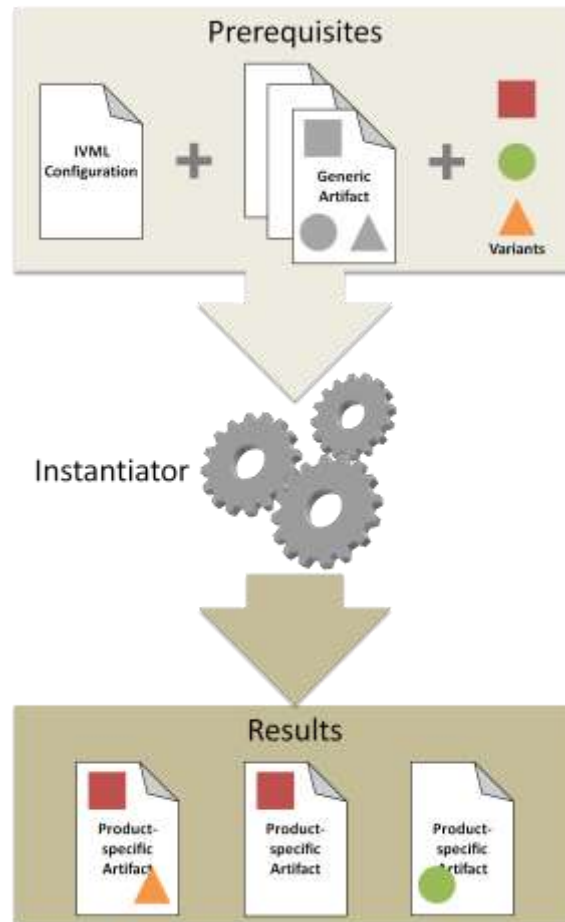 Prerequisites
IVML
Configuration
Generic
Artifact
Variants
Instantiator
Results
Product-
specific
Artifact
Product-
specific
Artifact
Product-
specific
Artifact